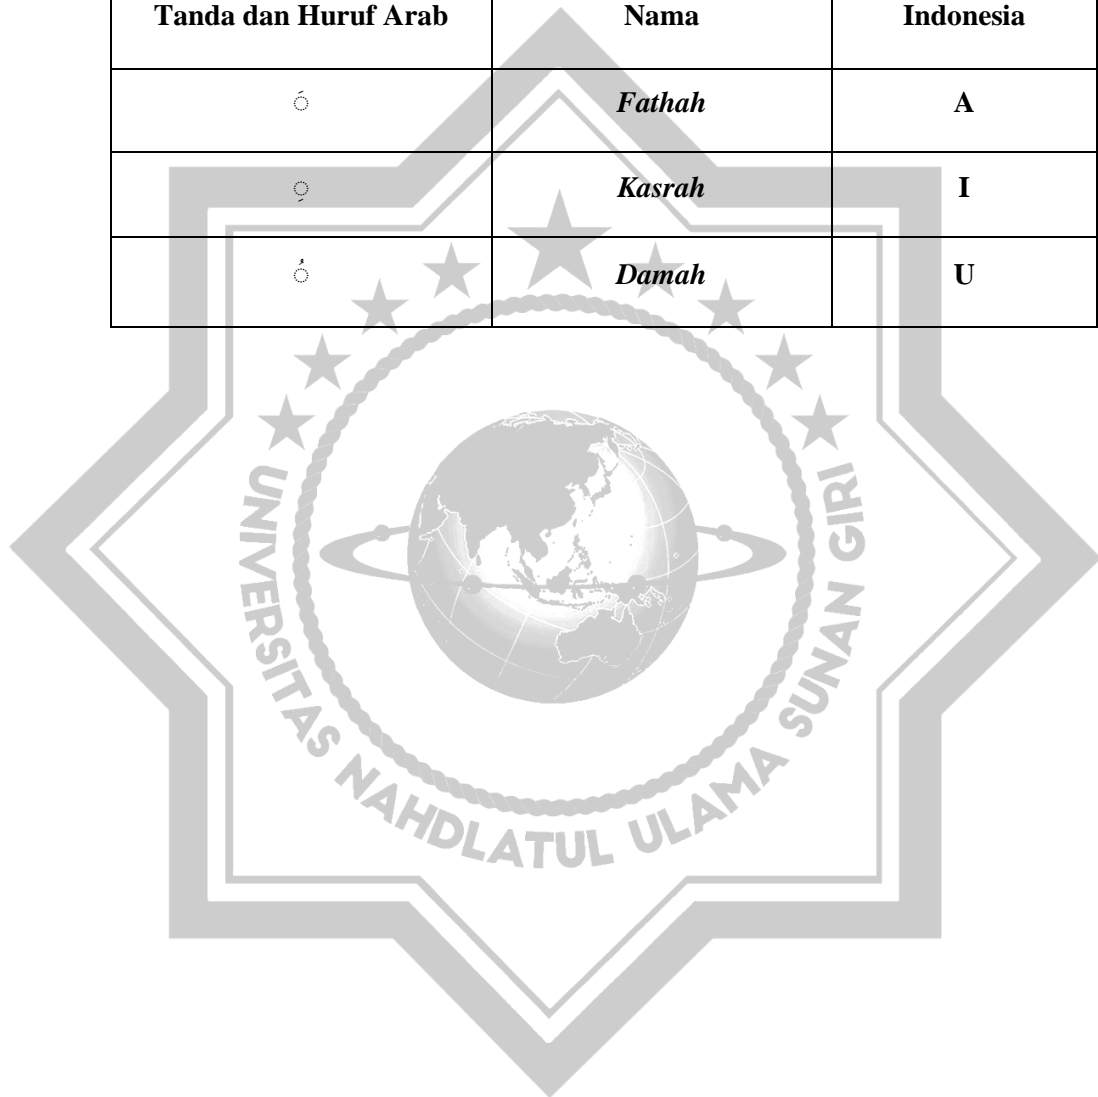 Tanda dan Huruf Arab Nama Indonesia
َ Fathah A
ِ Kasrah I
ُ Damah U
UNIVERSITAS NAHDLATUL ULAMA SUNAN GIRI